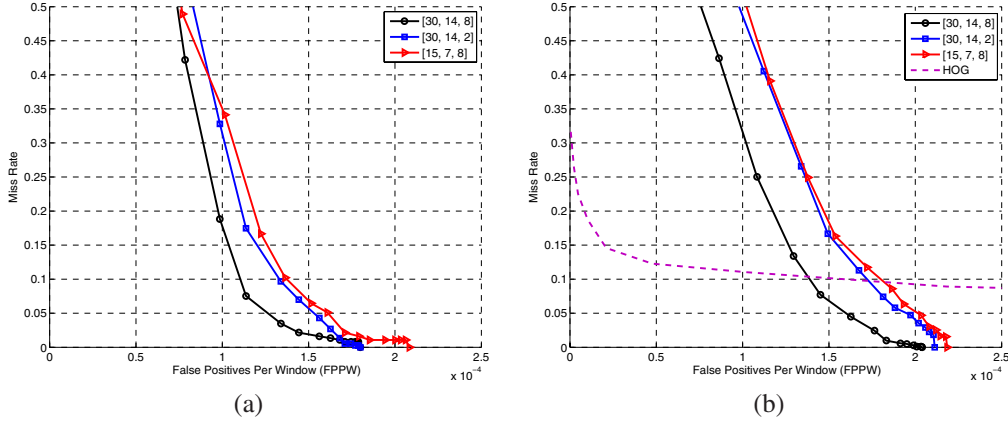 0.5
0.45
0.4
0.35
0.3
0.25
0.2
0.15
0.1
0.05
0
Miss Rate
[30, 14, 8]
[30, 14, 2]
[15, 7, 8]
0 0.5 1 1.5 2 2.5
False Positives Per Window (FPPW)
x 10⁻⁴
(a)
0.5
0.45
0.4
0.35
0.3
0.25
0.2
0.15
0.1
0.05
0
Miss Rate
[30, 14, 8]
[30, 14, 2]
[15, 7, 8]
HOG
0 0.5 1 1.5 2 2.5
False Positives Per Window (FPPW)
x 10⁻⁴
(b)